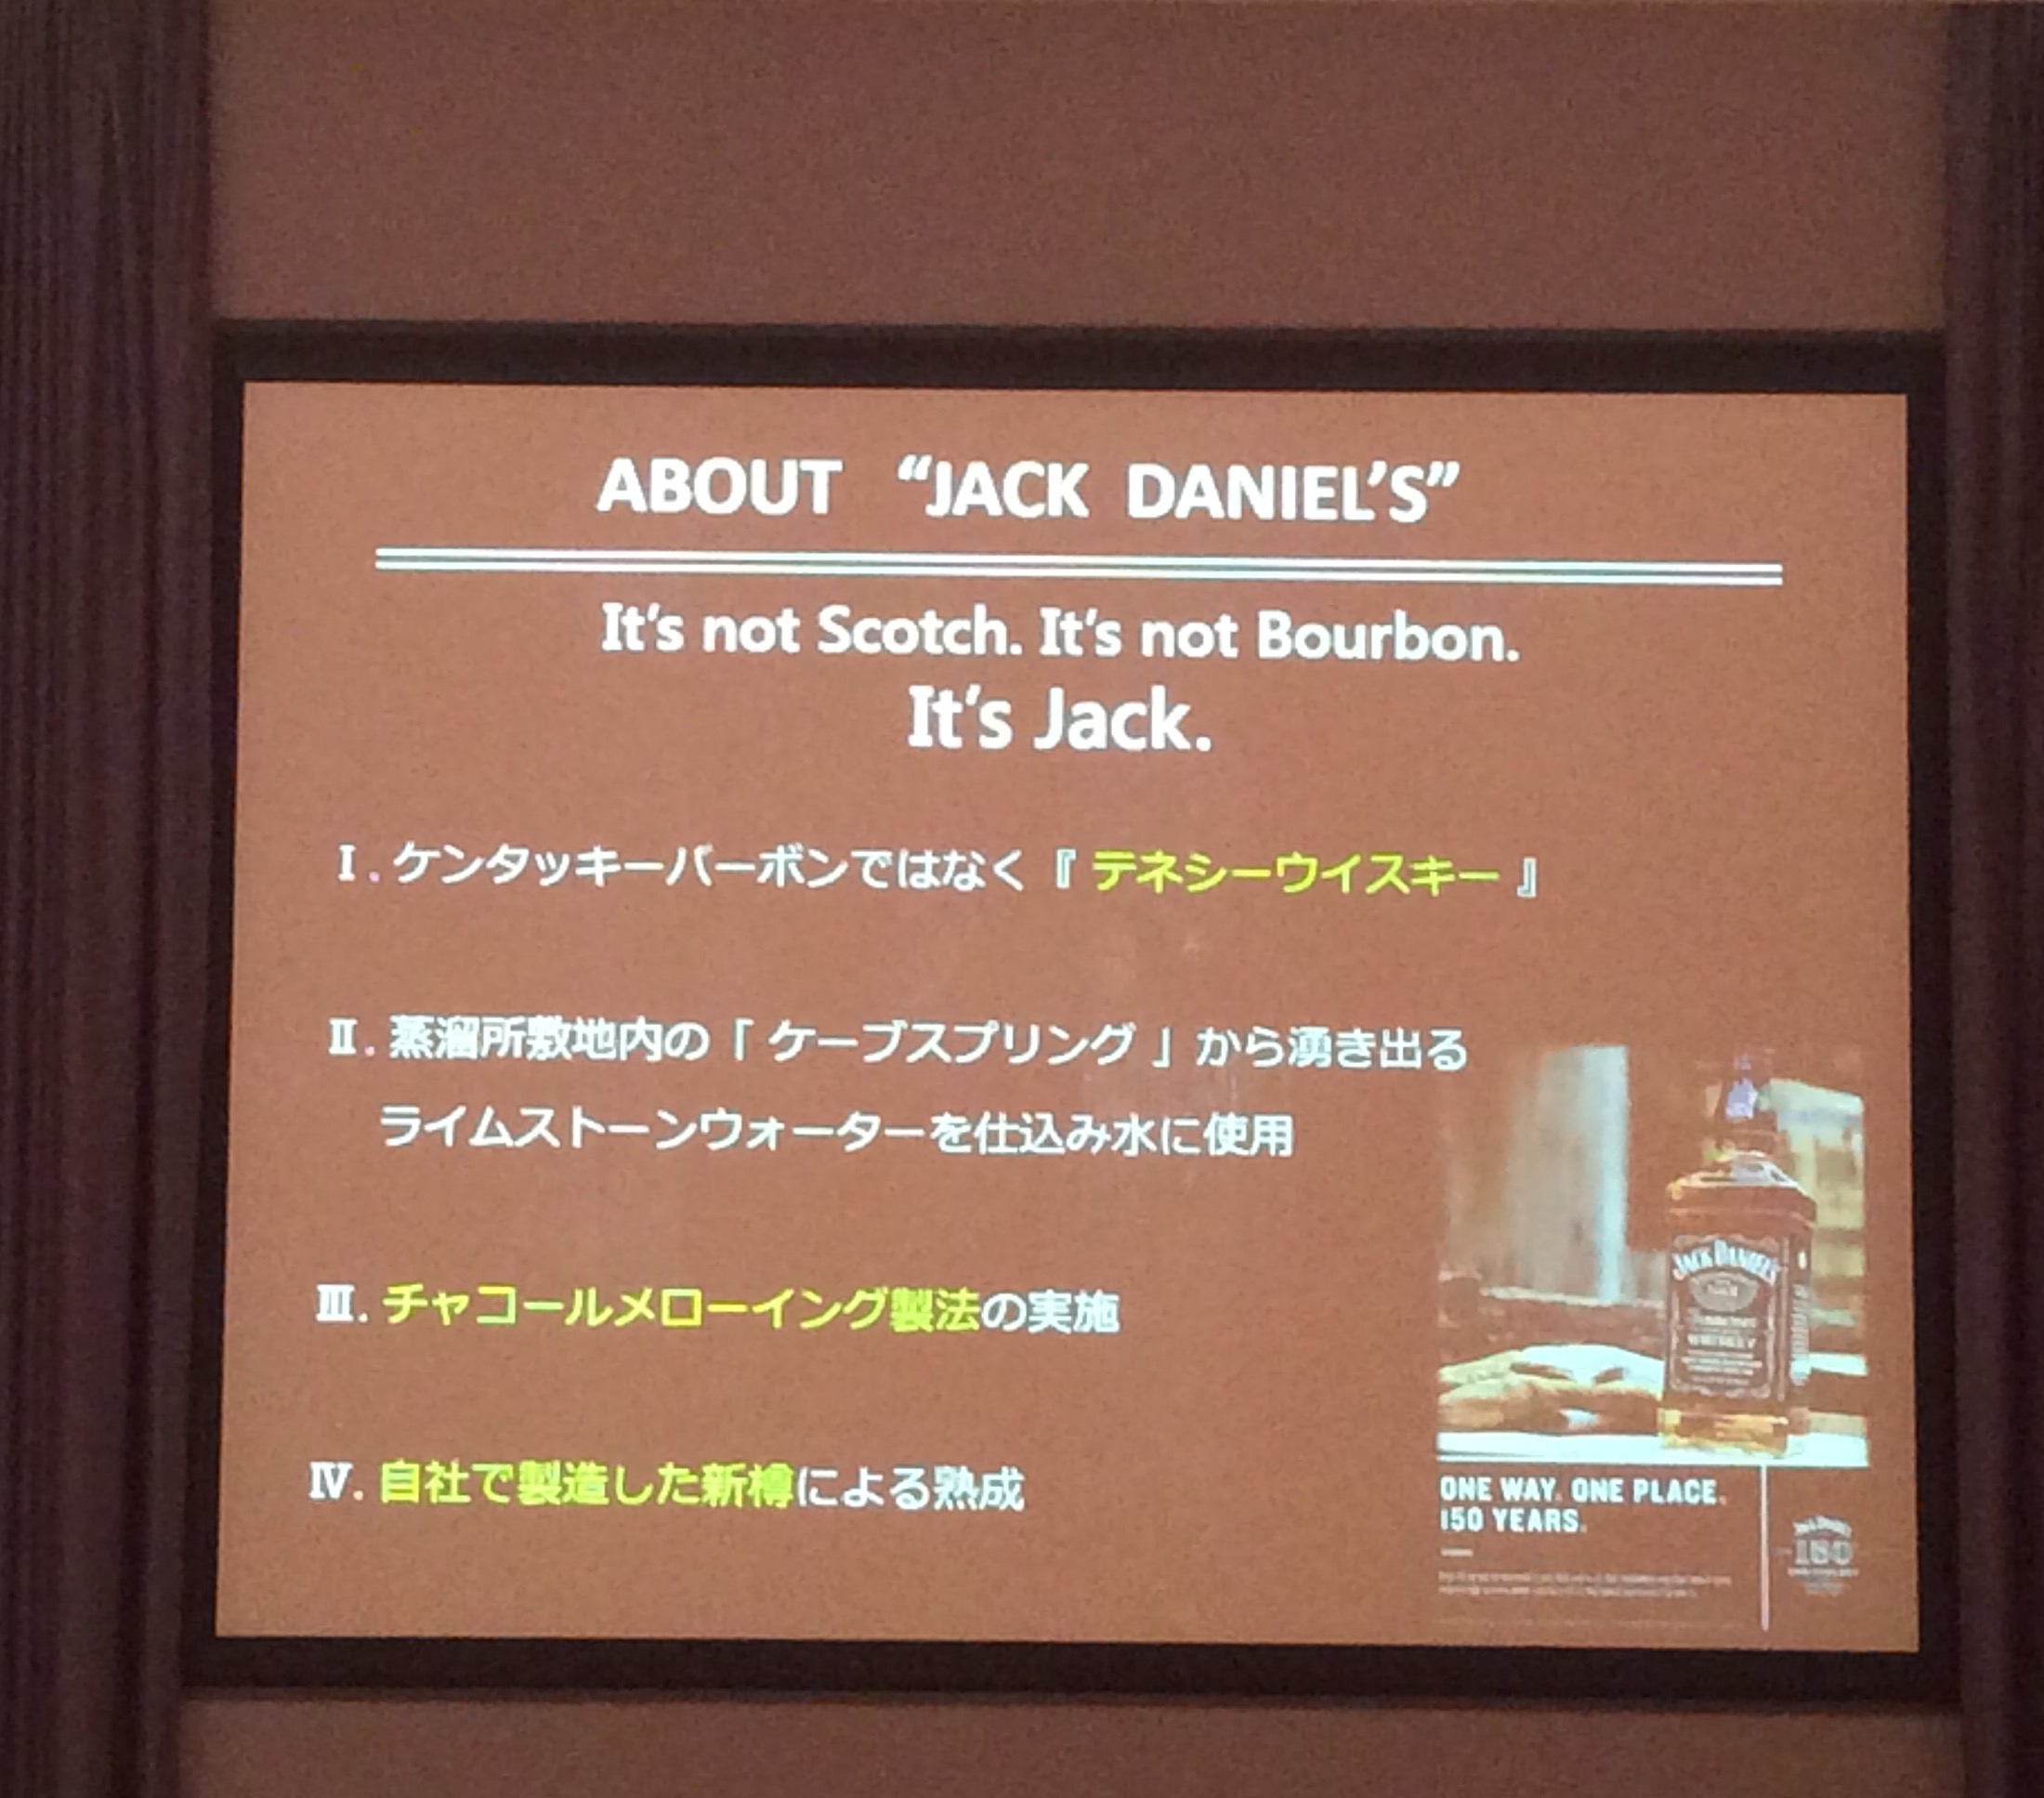 ABOUT “JACK DANIEL’S”
It’s not Scotch. It’s not Bourbon.
It’s Jack.
Ⅰ.ケンタッキーバーボンではなく『 テネシーウイスキー 』
Ⅱ.蒸溜所敷地内の「 ケーブスプリング 」から湧き出る
ライムストーンウォーターを仕込み水に使用
Ⅲ.チャコールメローイング製法の実施
Ⅳ.自社で製造した新樽による熟成
JACK DANIEL'S
Tennessee
WHISKEY
ONE WAY. ONE PLACE.
150 YEARS.
150